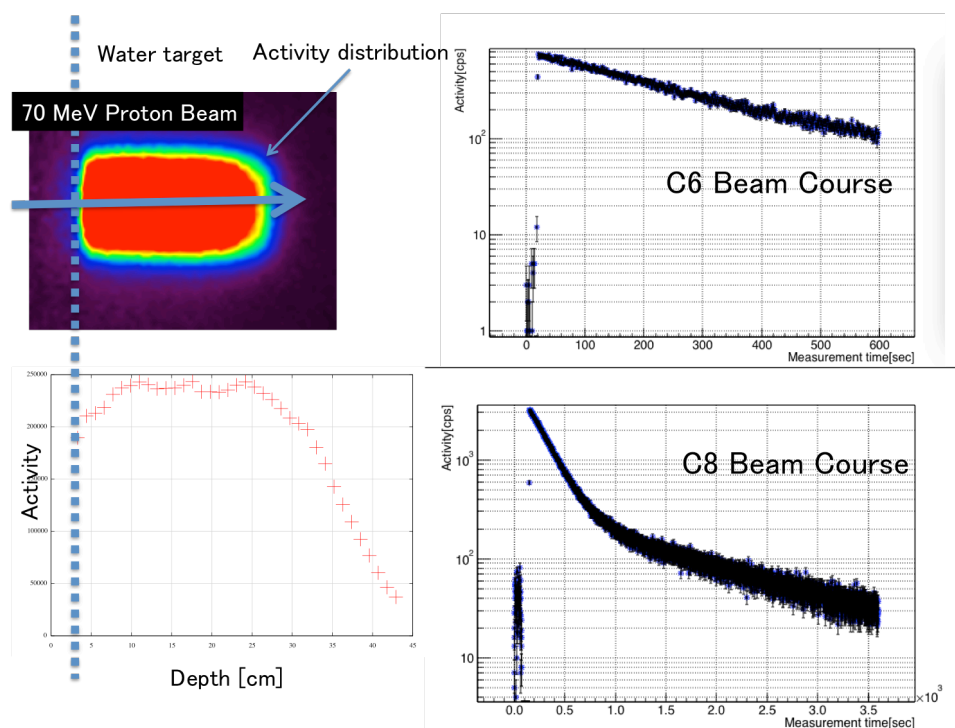 Water target
Activity distribution
70 MeV Proton Beam
250000
200000
150000
100000
50000
0
Activity
0 5 10 15 20 25 30 35 40 45
Depth [cm]
Activity[cps]
10²
10
1
C6 Beam Course
0 100 200 300 400 500 600
Measurement time[sec]
Activity[cps]
10³
10²
10
C8 Beam Course
0.0 0.5 1.0 1.5 2.0 2.5 3.0 3.5
×10³
Measurement time[sec]